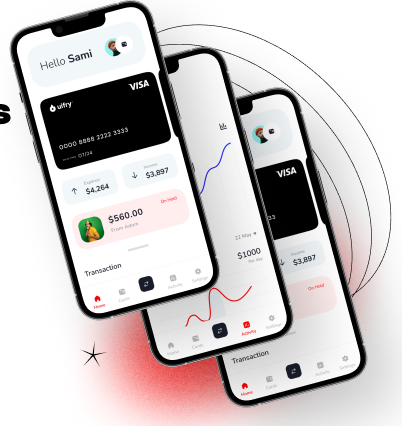 s
Hello Sami
VISA
uifry
0000 8888 2222 3333
07/24
Expense
$4,264
Income
$3,897
On Hold
$560.00
Transaction
Home
Cards
Activity
Settings
22 May
$1000
Home
Cards
Activity
Settings
VISA
33
Income
$3,897
On Hold
Transaction
Home
Cards
Activity
Settings